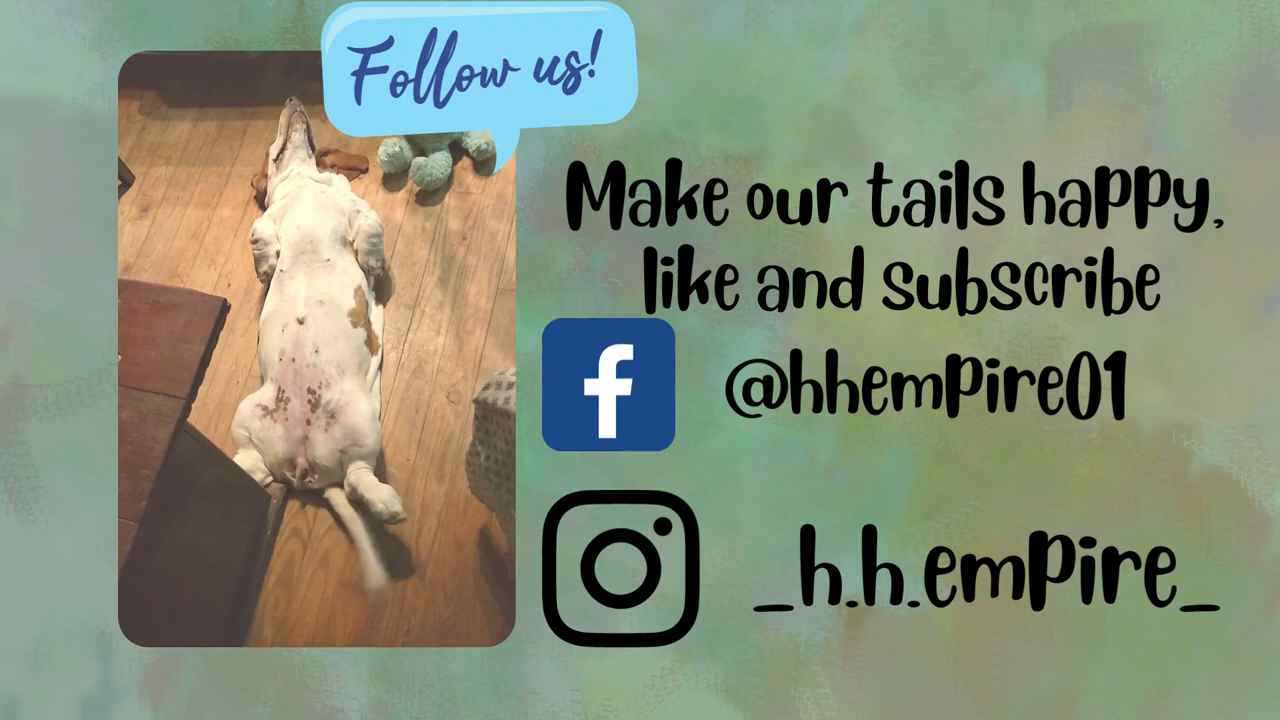 Follow us!
Make our tails happy,
like and subscribe
@hhempire01
_h.h.empire_